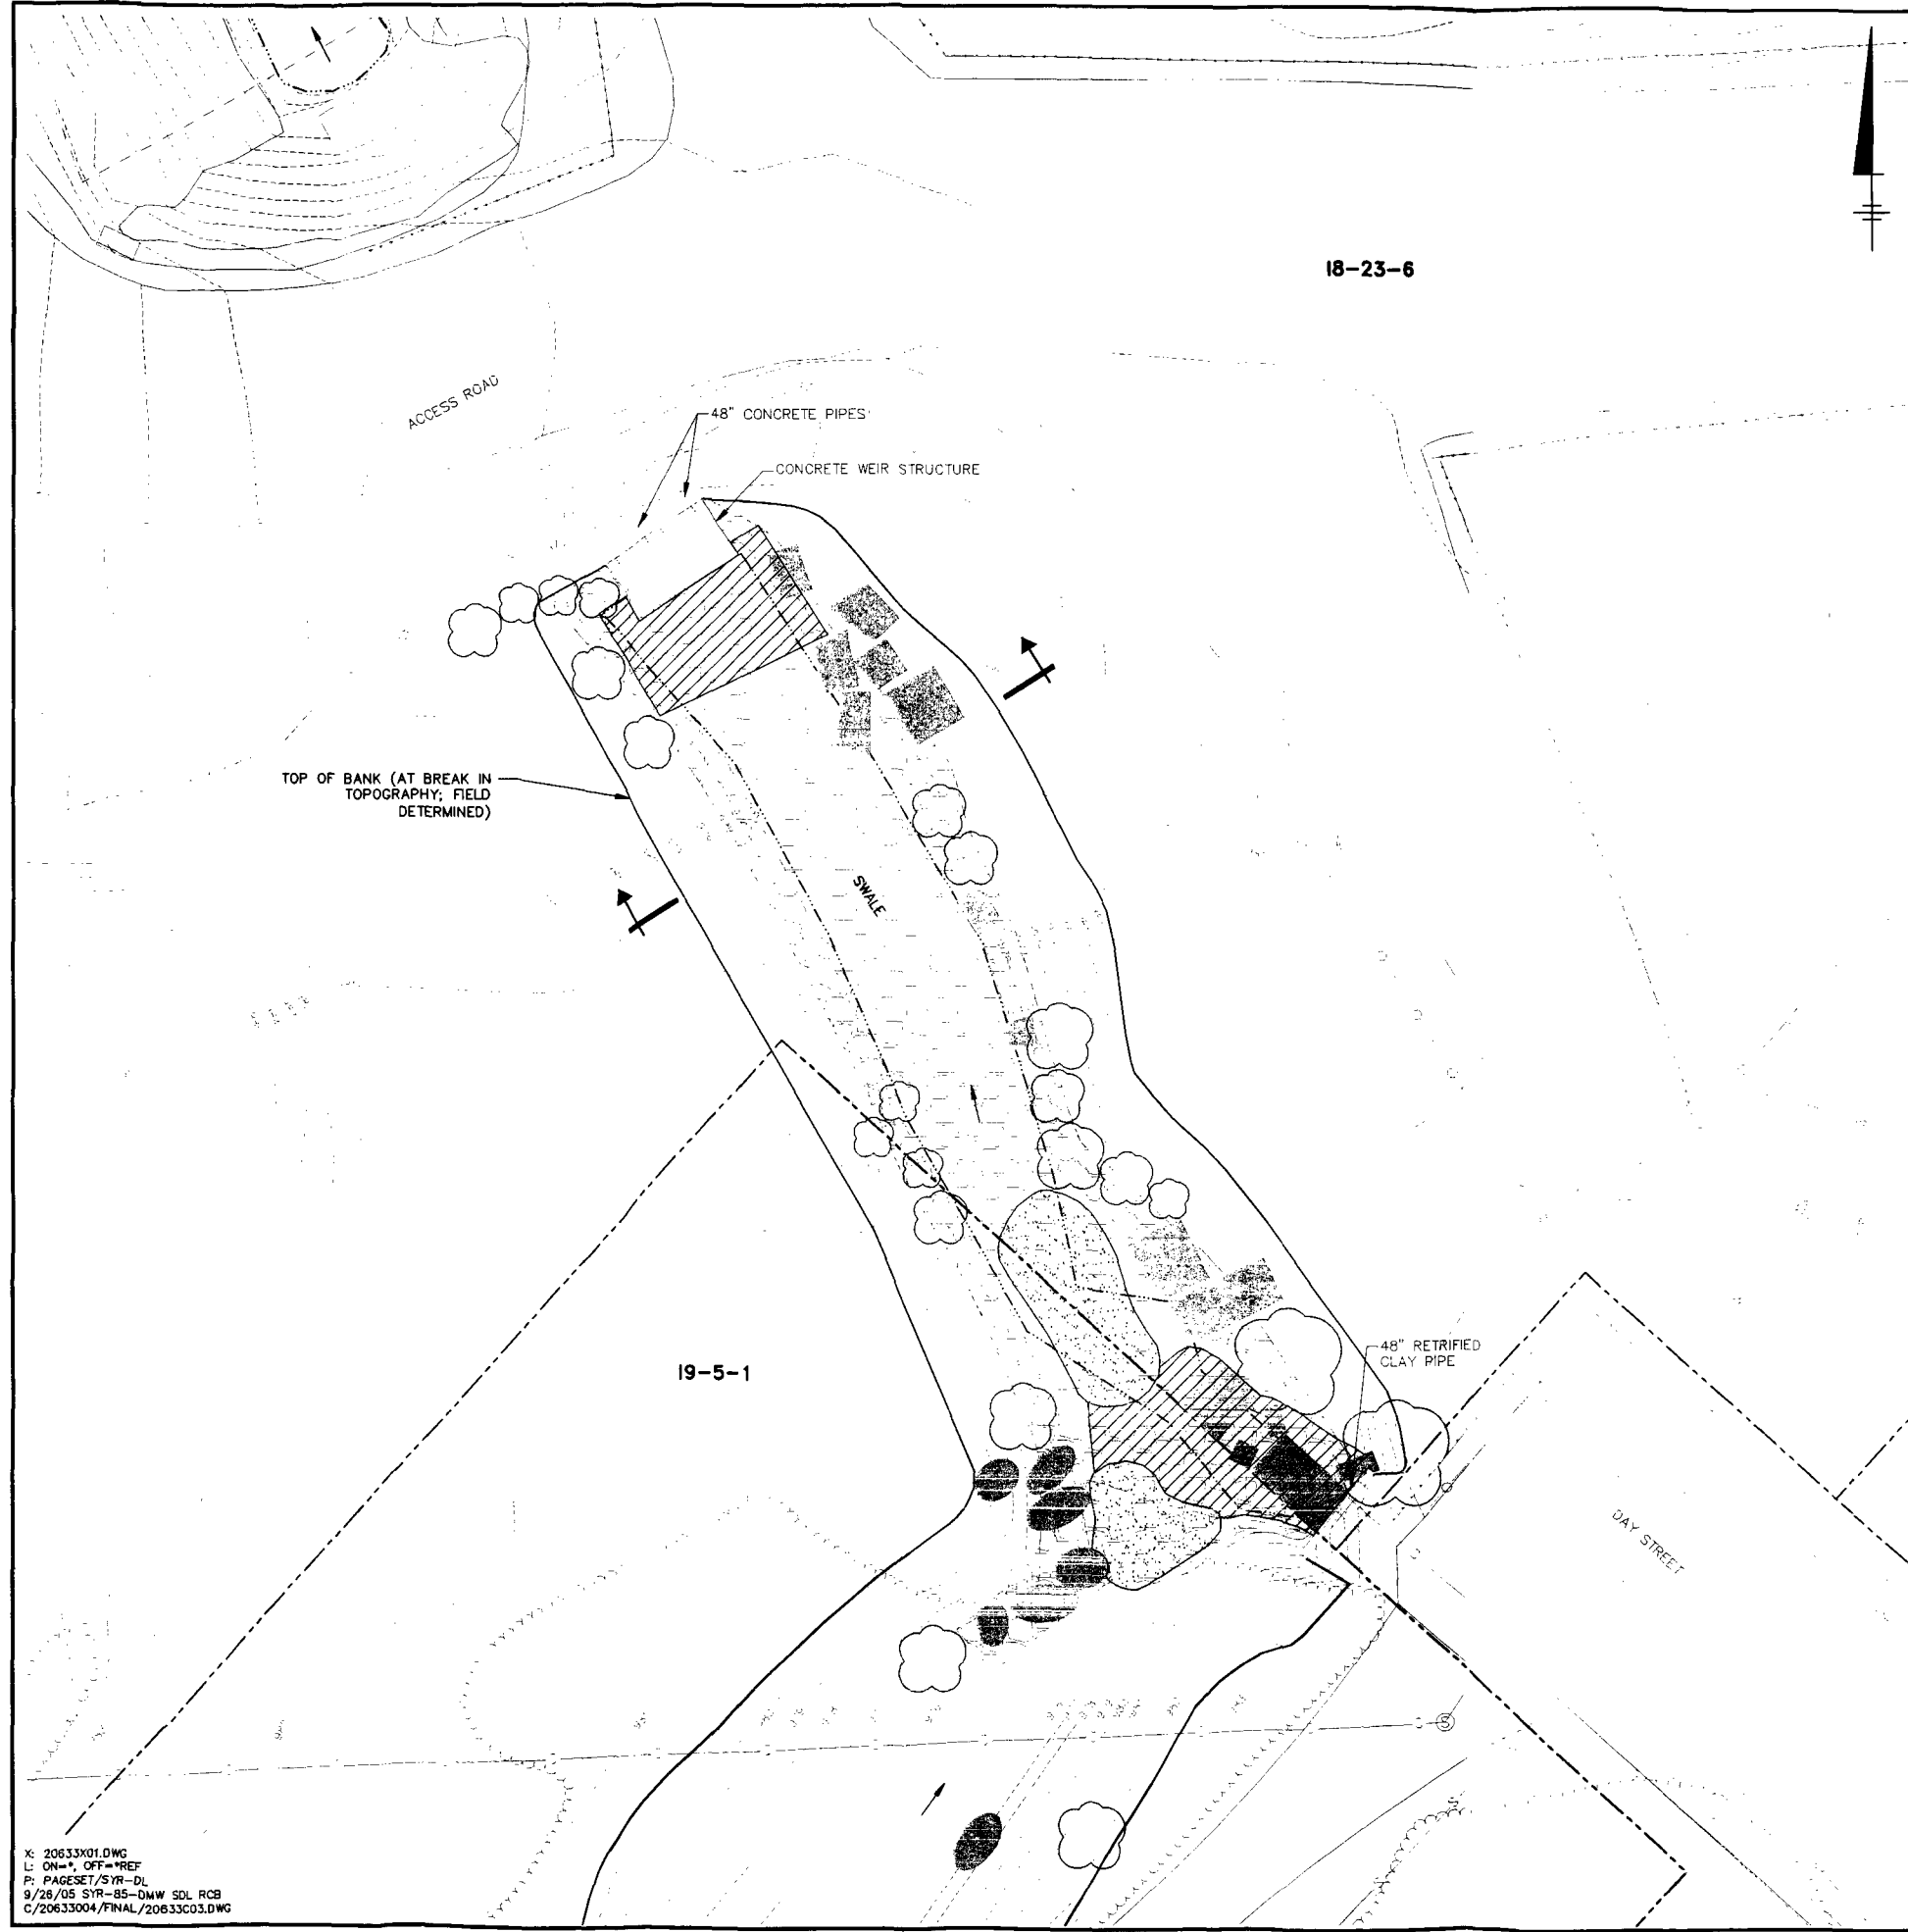 18-23-6
ACCESS ROAD
48" CONCRETE PIPES
CONCRETE WEIR STRUCTURE
TOP OF BANK (AT BREAK IN
TOPOGRAPHY; FIELD
DETERMINED)
SWALE
48" RETRIFIED
CLAY PIPE
19-5-1
DAY STREET
S
X: 20633X01.DWG
L: ON=*, OFF=*REF
P: PAGESET/SYR-DL
9/26/05 SYR-85-DMW SDL RCB
C/20633004/FINAL/20633C03.DWG